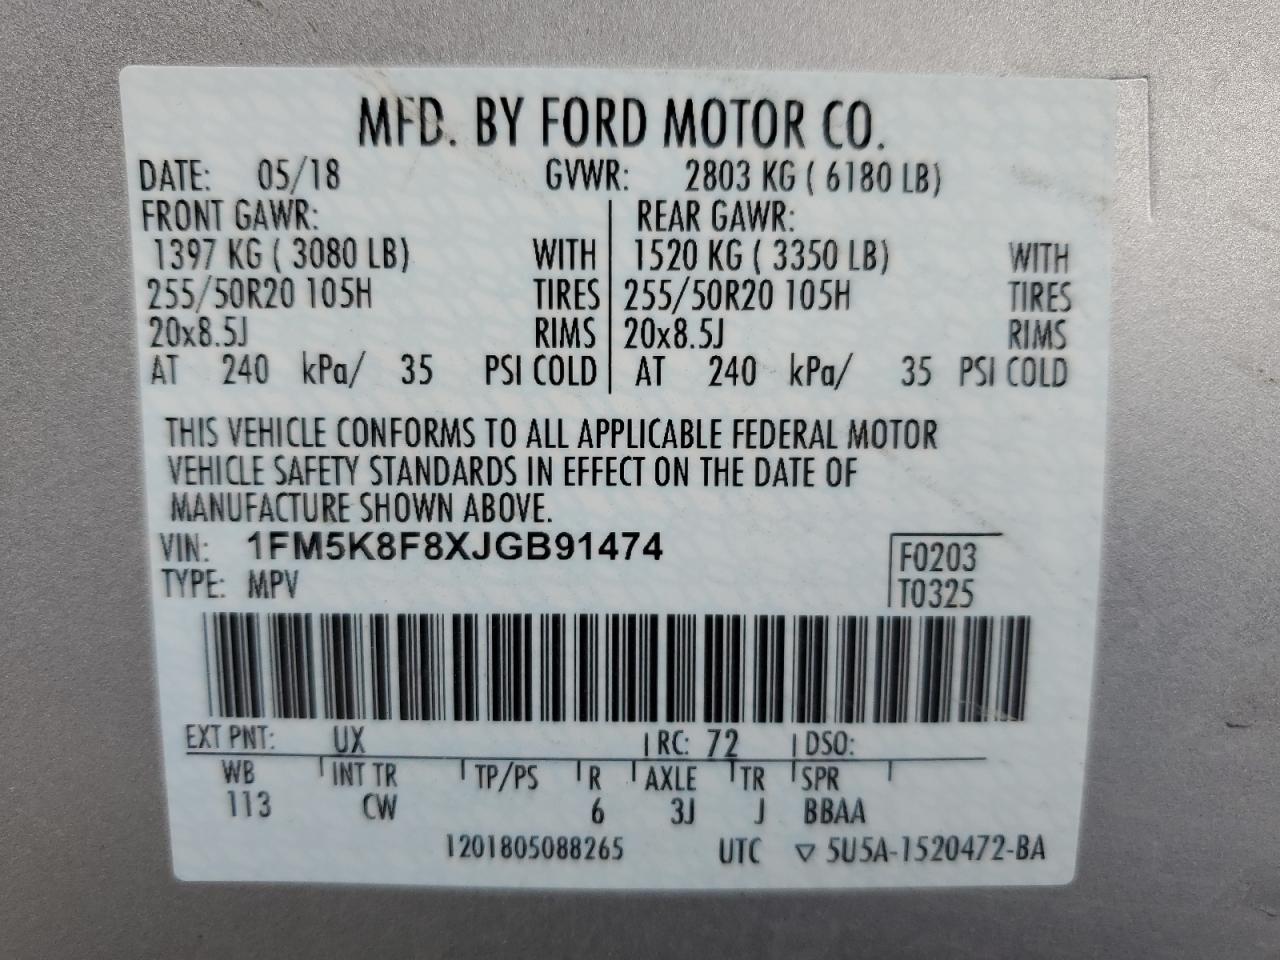 MFD. BY FORD MOTOR CO.
DATE: 05/18 GVWR: 2803 KG ( 6180 LB)
FRONT GAWR: REAR GAWR:
1397 KG ( 3080 LB) WITH 1520 KG ( 3350 LB) WITH
255/50R20 105H TIRES 255/50R20 105H TIRES
20x8.5J RIMS 20x8.5J RIMS
AT 240 kPa/ 35 PSI COLD AT 240 kPa/ 35 PSI COLD
THIS VEHICLE CONFORMS TO ALL APPLICABLE FEDERAL MOTOR
VEHICLE SAFETY STANDARDS IN EFFECT ON THE DATE OF
MANUFACTURE SHOWN ABOVE.
VIN: 1FM5K8F8XJGB91474 F0203
TYPE: MPV T0325
EXT PNT: UX RC: 72 DSO:
WB INT TR TP/PS R AXLE TR SPR
113 CW 6 3J J BBAA
1201805088265 UTC ▽ 5U5A-1520472-BA